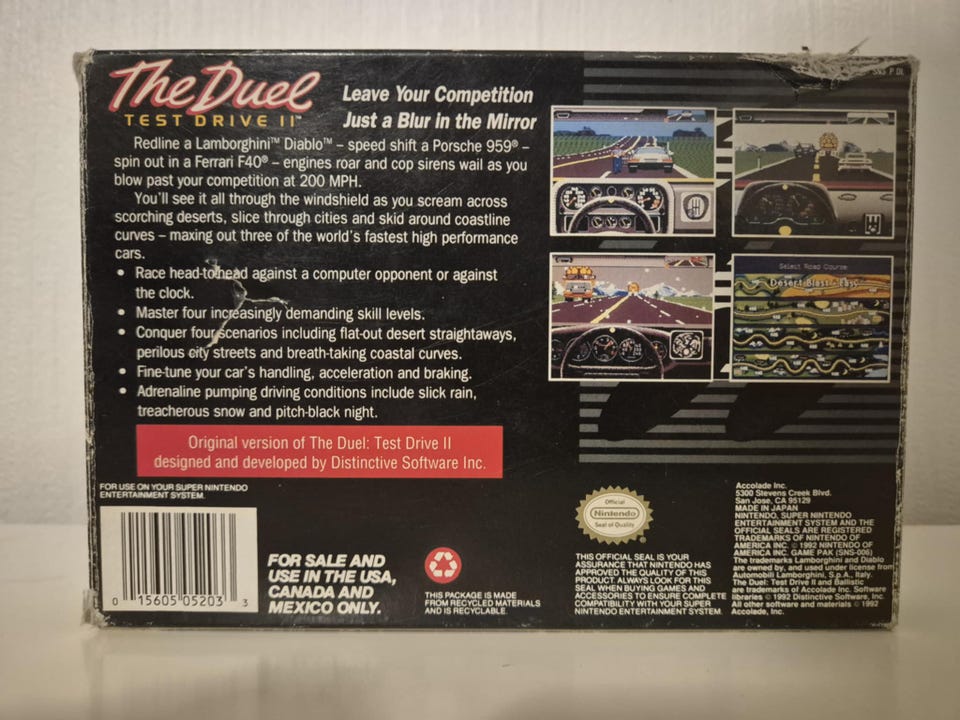 The Duel
TEST DRIVE II™
Leave Your Competition
Just a Blur in the Mirror
Redline a Lamborghini™ Diablo™ – speed shift a Porsche 959® –
spin out in a Ferrari F40® – engines roar and cop sirens wail as you
blow past your competition at 200 MPH.
You'll see it all through the windshield as you scream across
scorching deserts, slice through cities and skid around coastline
curves – maxing out three of the world's fastest high performance
cars.
• Race head-to-head against a computer opponent or against
the clock.
• Master four increasingly demanding skill levels.
• Conquer four scenarios including flat-out desert straightaways,
perilous city streets and breath-taking coastal curves.
• Fine-tune your car's handling, acceleration and braking.
• Adrenaline pumping driving conditions include slick rain,
treacherous snow and pitch-black night.
Original version of The Duel: Test Drive II
designed and developed by Distinctive Software Inc.
Select Road Course
Desert Blast - Easy
FOR USE ON YOUR SUPER NINTENDO
ENTERTAINMENT SYSTEM.
0 15605 05203 3
FOR SALE AND
USE IN THE USA,
CANADA AND
MEXICO ONLY.
THIS PACKAGE IS MADE
FROM RECYCLED MATERIALS
AND IS RECYCLABLE.
Official
Nintendo
Seal of Quality
THIS OFFICIAL SEAL IS YOUR
ASSURANCE THAT NINTENDO HAS
APPROVED THE QUALITY OF THIS
PRODUCT. ALWAYS LOOK FOR THIS
SEAL WHEN BUYING GAMES AND
ACCESSORIES TO ENSURE COMPLETE
COMPATIBILITY WITH YOUR SUPER
NINTENDO ENTERTAINMENT SYSTEM.
Accolade Inc.
5300 Stevens Creek Blvd.
San Jose, CA 95129
MADE IN JAPAN
NINTENDO, SUPER NINTENDO
ENTERTAINMENT SYSTEM AND THE
OFFICIAL SEALS ARE REGISTERED
TRADEMARKS OF NINTENDO OF
AMERICA INC. © 1992 NINTENDO OF
AMERICA INC. GAME PAK (SNS-006)
The trademarks Lamborghini and Diablo
are owned by, and used under license from
Automobili Lamborghini, S.p.A., Italy.
The Duel: Test Drive II and Ballistic
are trademarks of Accolade Inc. Software
libraries © 1992 Distinctive Software, Inc.
All other software and materials © 1992
Accolade, Inc.